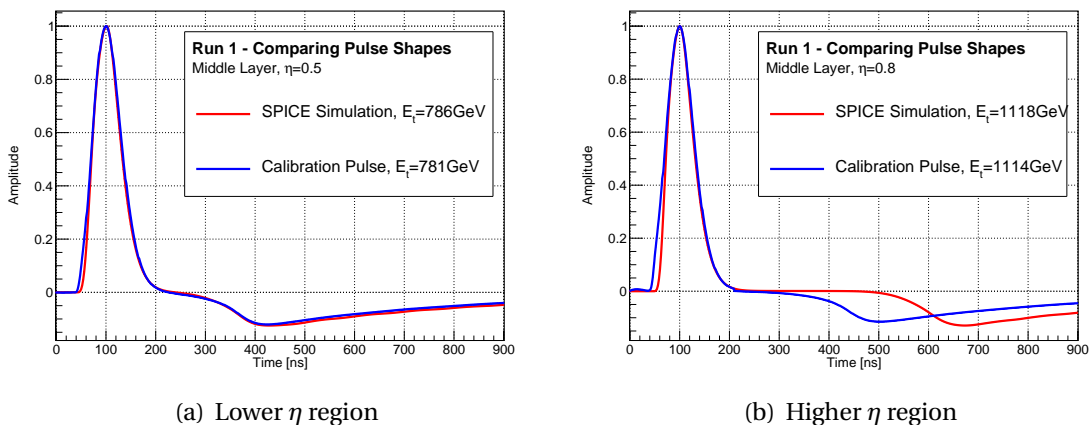 Run 1 - Comparing Pulse Shapes
Middle Layer, η=0.5
SPICE Simulation, E_t=786GeV
Calibration Pulse, E_t=781GeV
Amplitude
1
0.8
0.6
0.4
0.2
0
0 100 200 300 400 500 600 700 800 900
Time [ns]
(a) Lower η region
Run 1 - Comparing Pulse Shapes
Middle Layer, η=0.8
SPICE Simulation, E_t=1118GeV
Calibration Pulse, E_t=1114GeV
Amplitude
1
0.8
0.6
0.4
0.2
0
0 100 200 300 400 500 600 700 800 900
Time [ns]
(b) Higher η region